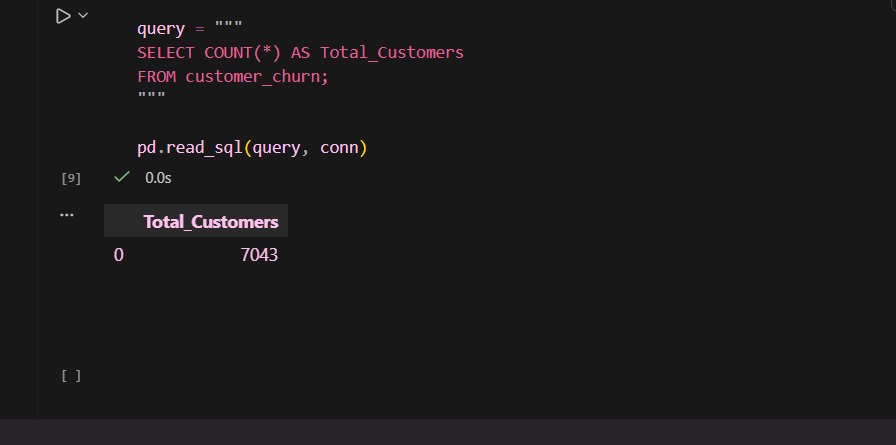 query = """
SELECT COUNT(*) AS Total_Customers
FROM customer_churn;
"""
pd.read_sql(query, conn)
[9] ✓ 0.0s
...
Total_Customers
0 7043
[ ]